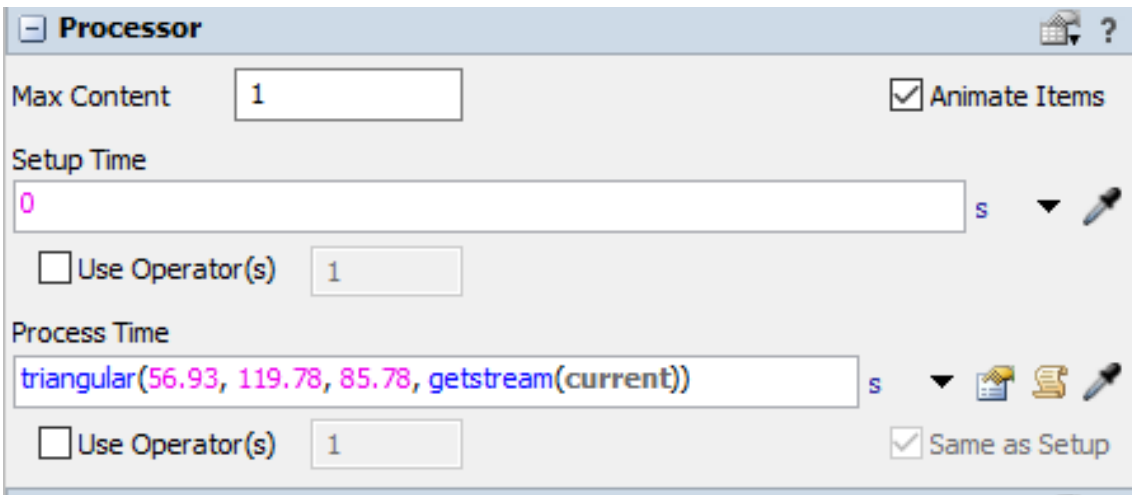 Processor ?
Max Content 1 Animate Items
Setup Time
0 s
Use Operator(s) 1
Process Time
triangular(56.93, 119.78, 85.78, getstream(current)) s
Use Operator(s) 1 Same as Setup